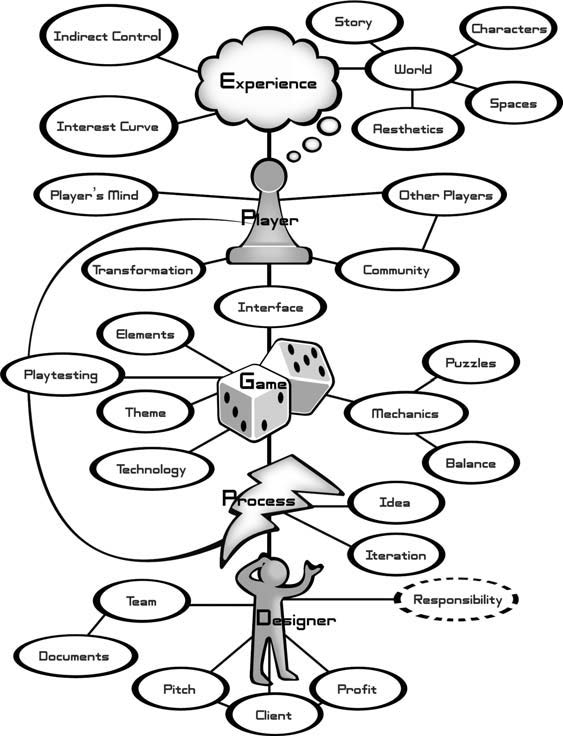 Indirect Control
Story
Characters
Experience
World
Spaces
Interest Curve
Aesthetics
Player's Mind
Other Players
Player
Transformation
Community
Interface
Elements
Playtesting
Game
Puzzles
Theme
Mechanics
Technology
Balance
Process
Idea
Iteration
Team
Responsibility
Designer
Documents
Pitch
Profit
Client